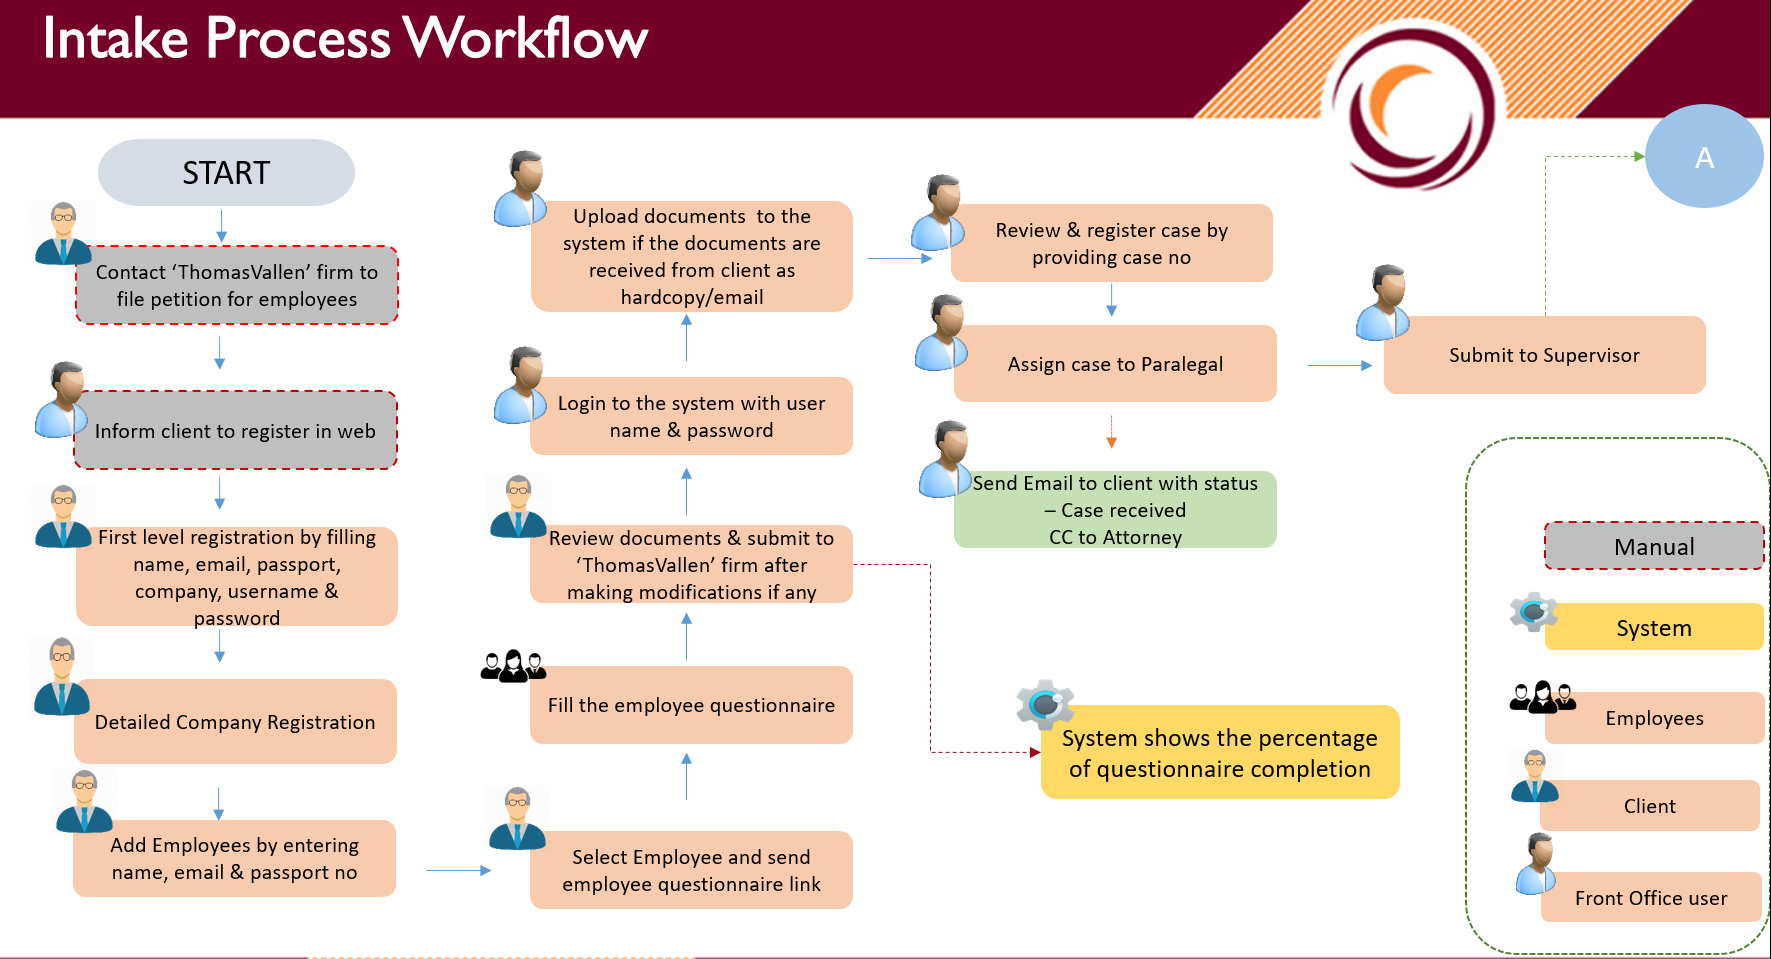 Intake Process Workflow
START
Contact ‘ThomasVallen’ firm to
file petition for employees
Inform client to register in web
First level registration by filling
name, email, passport,
company, username &
password
Detailed Company Registration
Add Employees by entering
name, email & passport no
Select Employee and send
employee questionnaire link
Fill the employee questionnaire
Review documents & submit to
‘ThomasVallen’ firm after
making modifications if any
Login to the system with user
name & password
Upload documents to the
system if the documents are
received from client as
hardcopy/email
Review & register case by
providing case no
Assign case to Paralegal
Send Email to client with status
– Case received
CC to Attorney
Submit to Supervisor
A
System shows the percentage
of questionnaire completion
Manual
System
Employees
Client
Front Office user